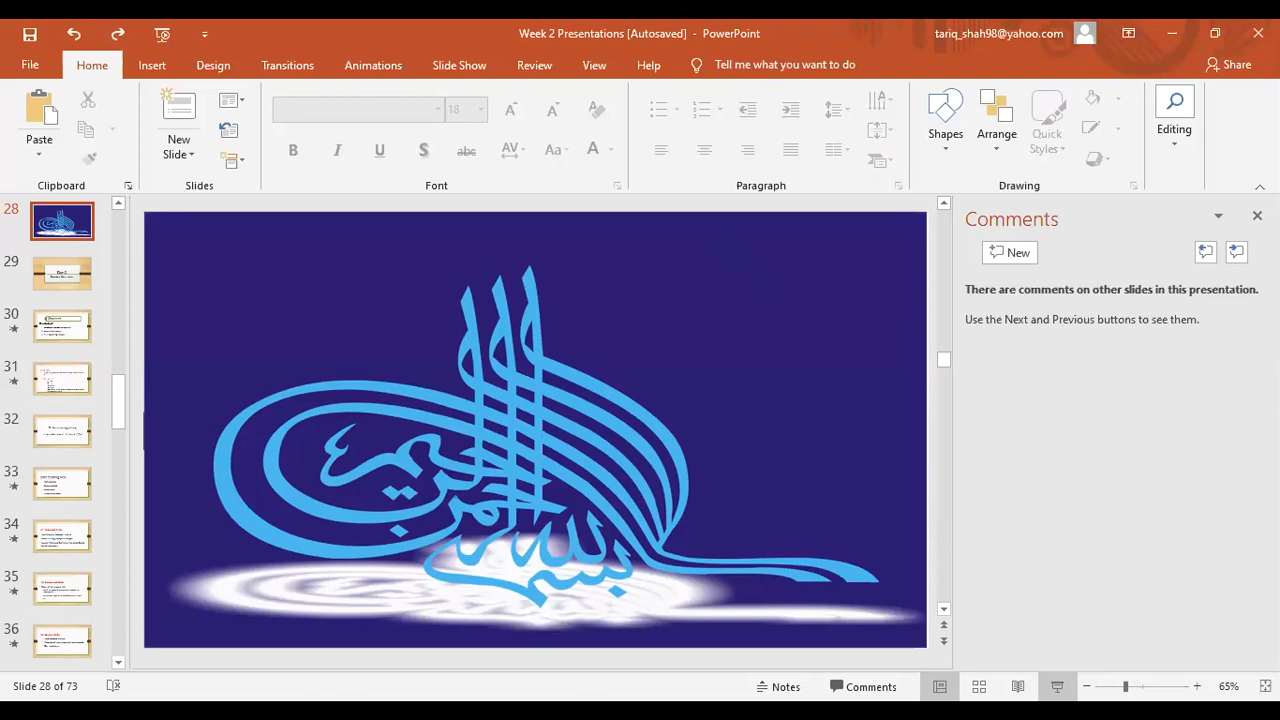 Week 2 Presentations [Autosaved] - PowerPoint
tariq_shah98@yahoo.com
File Home Insert Design Transitions Animations Slide Show Review View Help Tell me what you want to do Share
18
Paste
New Slide
B I U S abc AV Aa A
Shapes Arrange Quick Styles
Editing
Clipboard Slides Font Paragraph Drawing
28
29
30
31
32
33
34
35
36
بسم الله الرحمن الرحيم
Comments
New
There are comments on other slides in this presentation.
Use the Next and Previous buttons to see them.
Slide 28 of 73
Notes Comments 65%